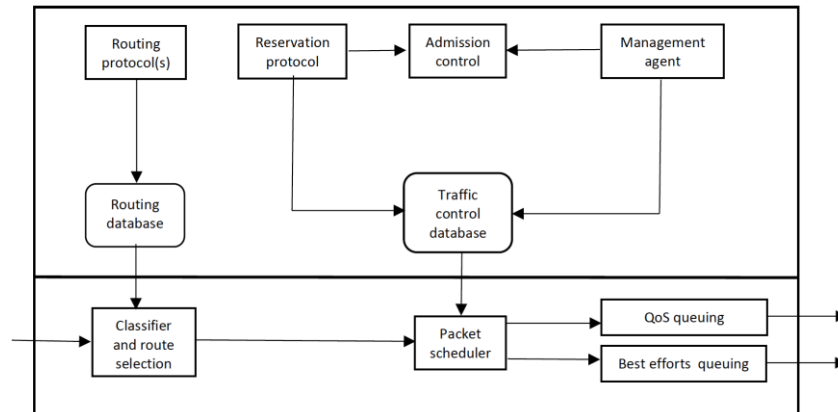 Routing
protocol(s)
Reservation
protocol
Admission
control
Management
agent
Routing
database
Traffic
control
database
Classifier
and route
selection
Packet
scheduler
QoS queuing
Best efforts queuing